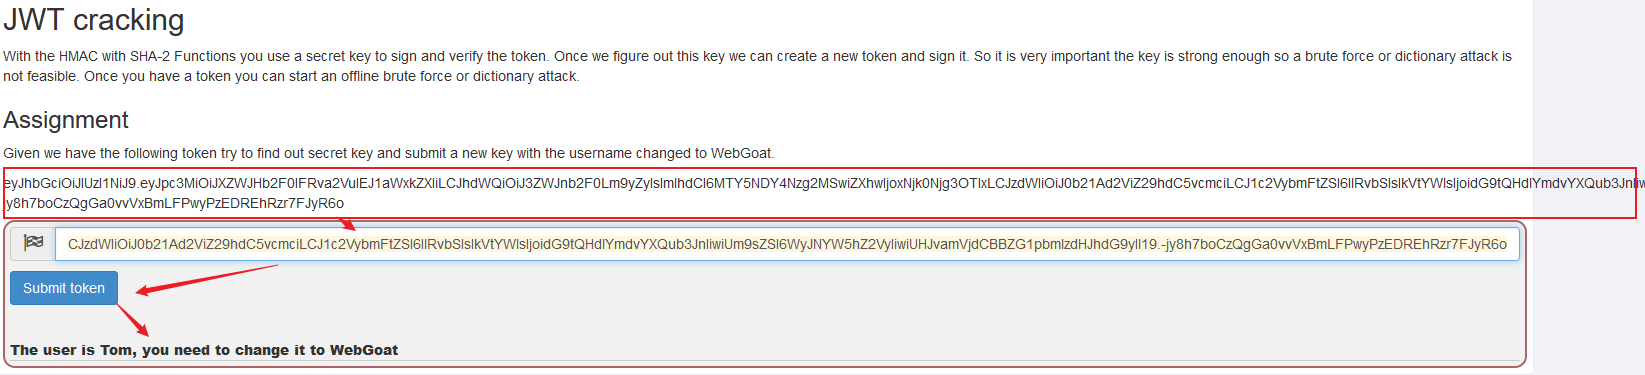 JWT cracking
With the HMAC with SHA-2 Functions you use a secret key to sign and verify the token. Once we figure out this key we can create a new token and sign it. So it is very important the key is strong enough so a brute force or dictionary attack is
not feasible. Once you have a token you can start an offline brute force or dictionary attack.
Assignment
Given we have the following token try to find out secret key and submit a new key with the username changed to WebGoat.
eyJhbGciOiJIUzI1NiJ9.eyJpc3MiOiJXZWJHb2F0IFRva2VuIEJ1aWxkZXIiLCJhdWQiOiJ3ZWJnb2F0Lm9yZyIsImlhdCI6MTY5NDY4Nzg2MSwiZXhwIjoxNjk0Njg3OTIxLCJzdWIiOiJ0b21Ad2ViZ29hdC5vcmciLCJ1c2VybmFtZSI6IlRvbSIsIkVtYWlsIjoidG9tQHdlYmdvYXQub3JnIiw
jy8h7boCzQgGa0vvVxBmLFPwyPzEDREhRzr7FJyR6o
CJzdWIiOiJ0b21Ad2ViZ29hdC5vcmciLCJ1c2VybmFtZSI6IlRvbSIsIkVtYWlsIjoidG9tQHdlYmdvYXQub3JnIiwiUm9sZSI6WyJNYW5hZ2VyIiwiUHJvamVjdCBBZG1pbmlzdHJhdG9yIl19.-jy8h7boCzQgGa0vvVxBmLFPwyPzEDREhRzr7FJyR6o
Submit token
The user is Tom, you need to change it to WebGoat